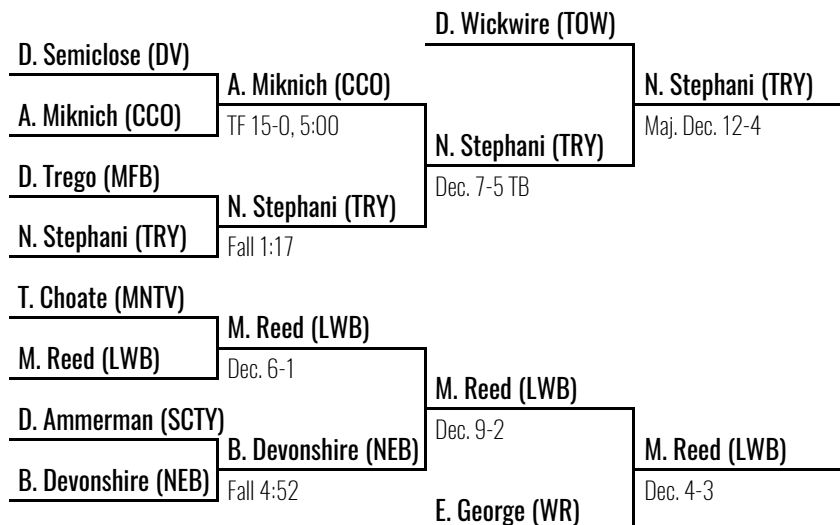 D. Wickwire (TOW)
D. Semiclose (DV)
A. Miknich (CCO)
N. Stephani (TRY)
A. Miknich (CCO)
TF 15-0, 5:00
Maj. Dec. 12-4
N. Stephani (TRY)
D. Trego (MFB)
Dec. 7-5 TB
N. Stephani (TRY)
N. Stephani (TRY)
Fall 1:17
T. Choate (MNTV)
M. Reed (LWB)
M. Reed (LWB)
Dec. 6-1
M. Reed (LWB)
D. Ammerman (SCTY)
Dec. 9-2
B. Devonshire (NEB)
M. Reed (LWB)
B. Devonshire (NEB)
Fall 4:52
Dec. 4-3
E. George (WR)